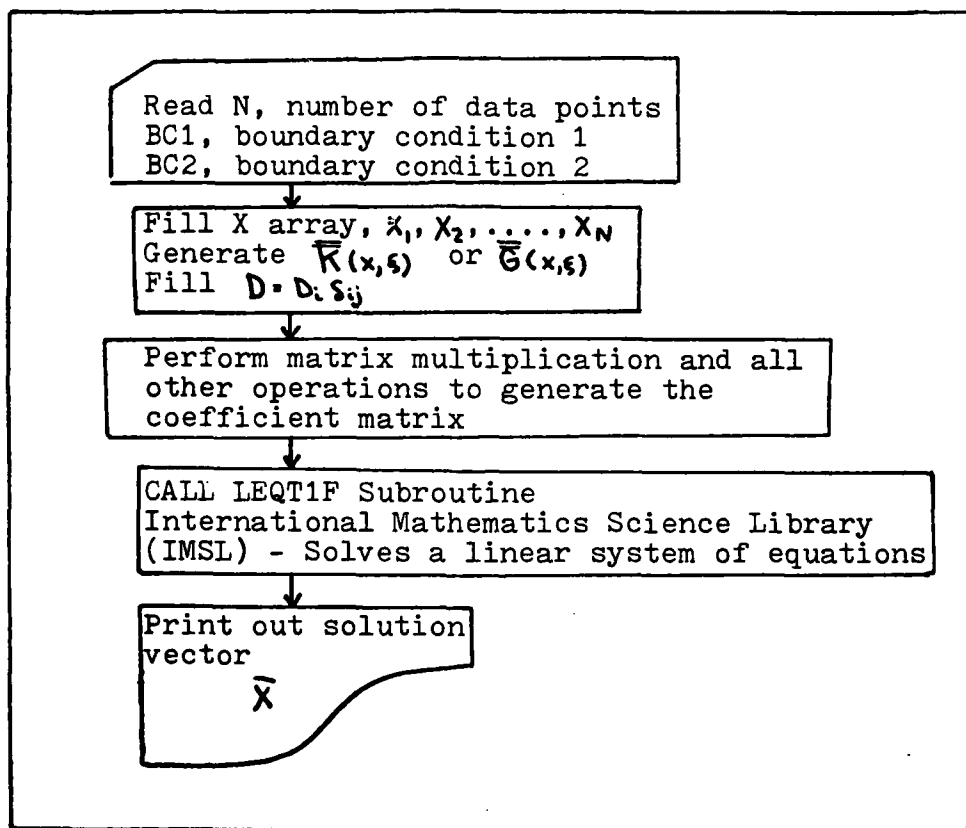 Read N, number of data points
BC1, boundary condition 1
BC2, boundary condition 2
Fill X array, x₁, x₂, ...., x_N
Generate K̅(x,ξ) or G̅(x,ξ)
Fill D = Dᵢ δᵢⱼ
Perform matrix multiplication and all
other operations to generate the
coefficient matrix
CALL LEQT1F Subroutine
International Mathematics Science Library
(IMSL) - Solves a linear system of equations
Print out solution
vector
X̅